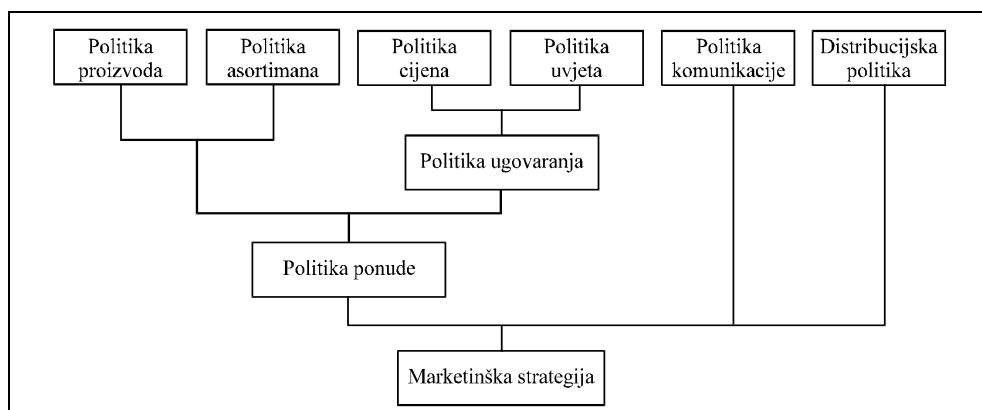 Politika
proizvoda
Politika
asortimana
Politika
cijena
Politika
uvjeta
Politika
komunikacije
Distribucijska
politika
Politika ugovaranja
Politika ponude
Marketinška strategija